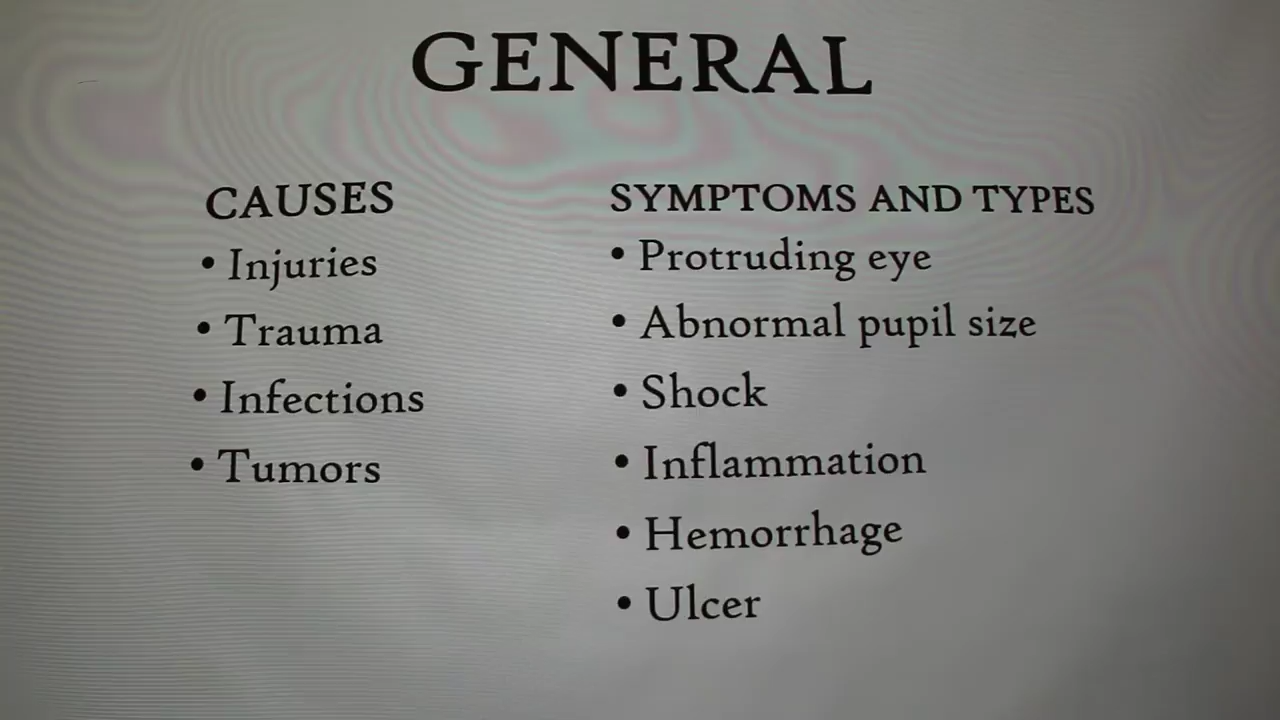 GENERAL
CAUSES
• Injuries
• Trauma
• Infections
• Tumors
SYMPTOMS AND TYPES
• Protruding eye
• Abnormal pupil size
• Shock
• Inflammation
• Hemorrhage
• Ulcer